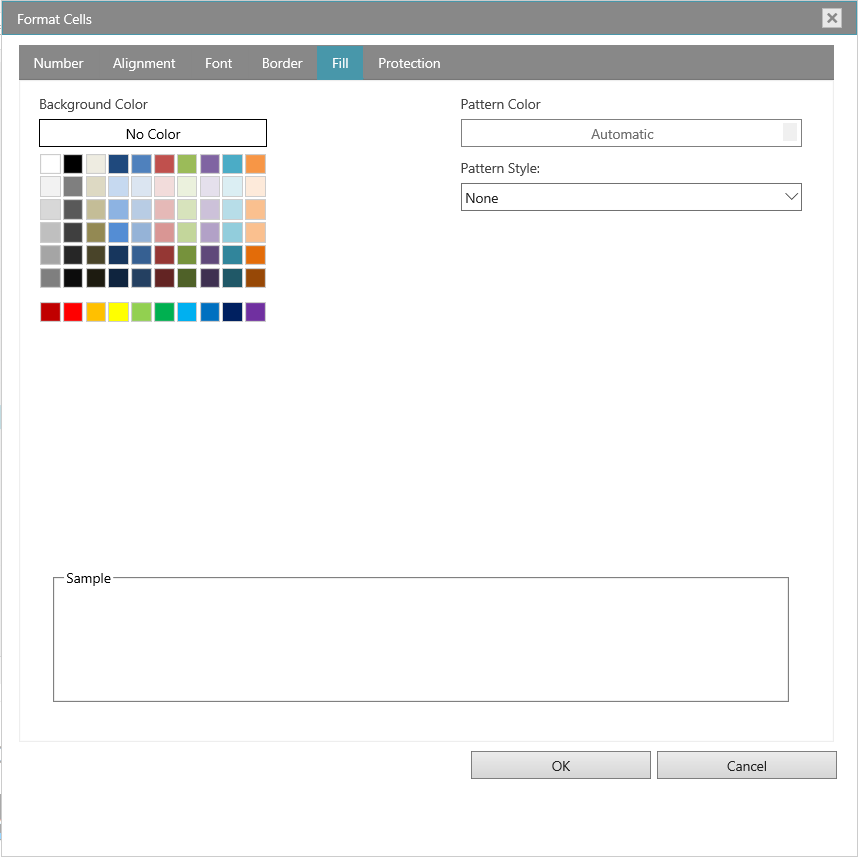 Format Cells
Number Alignment Font Border Fill Protection
Background Color
No Color
Pattern Color
Automatic
Pattern Style:
None
Sample
OK Cancel